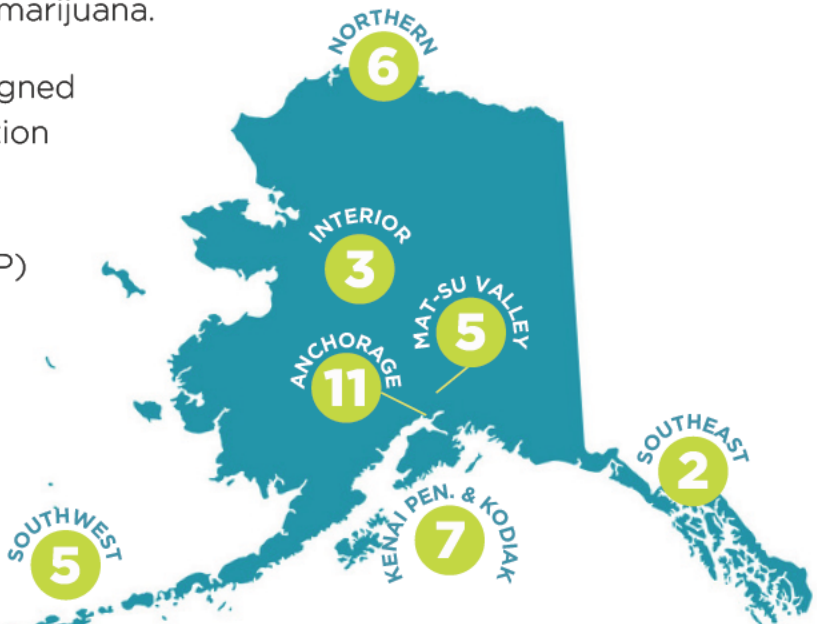 marijuana.
gned
tion
P)
NORTHERN
6
INTERIOR
3
MAT-SU VALLEY
5
ANCHORAGE
11
SOUTHEAST
2
KENAI PEN. & KODIAK
7
SOUTHWEST
5